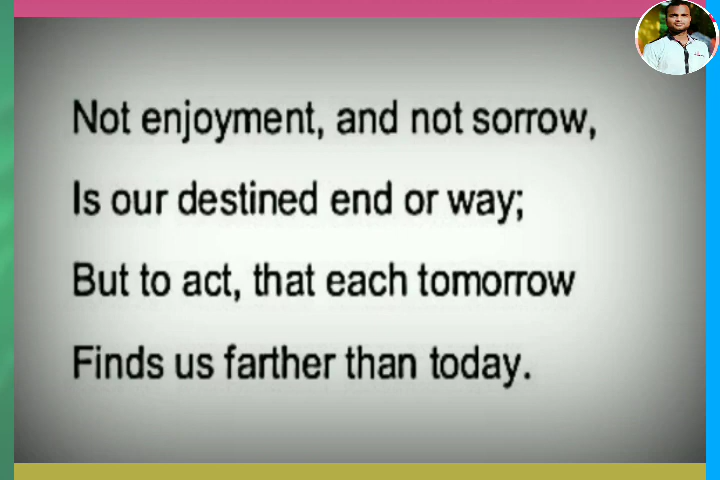 Not enjoyment, and not sorrow,
Is our destined end or way;
But to act, that each tomorrow
Finds us farther than today.